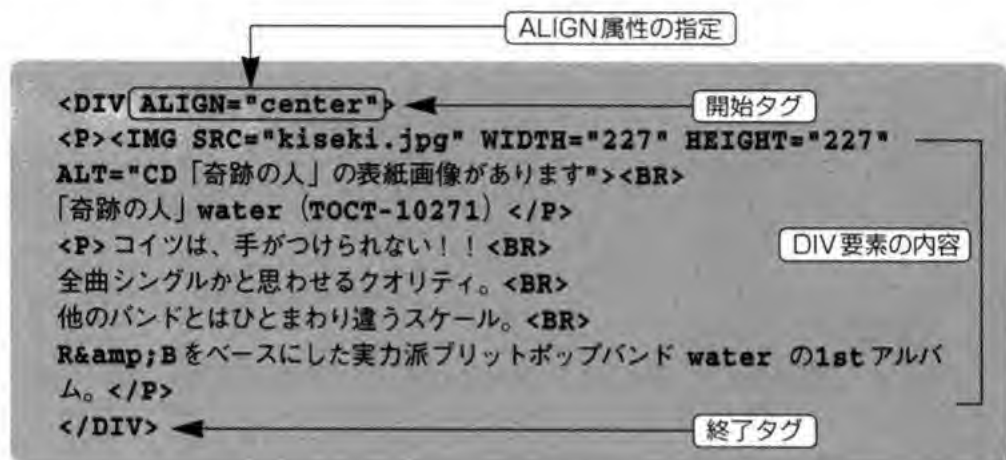 ALIGN属性の指定
<DIV ALIGN="center">
開始タグ
<P><IMG SRC="kiseki.jpg" WIDTH="227" HEIGHT="227"
ALT="CD「奇跡の人」の表紙画像があります"><BR>
「奇跡の人」water（TOCT-10271）</P>
<P>コイツは、手がつけられない！！<BR>
DIV要素の内容
全曲シングルかと思わせるクオリティ。<BR>
他のバンドとはひとまわり違うスケール。<BR>
R&amp;Bをベースにした実力派ブリットポップバンド water の1stアルバ
ム。</P>
</DIV>
終了タグ